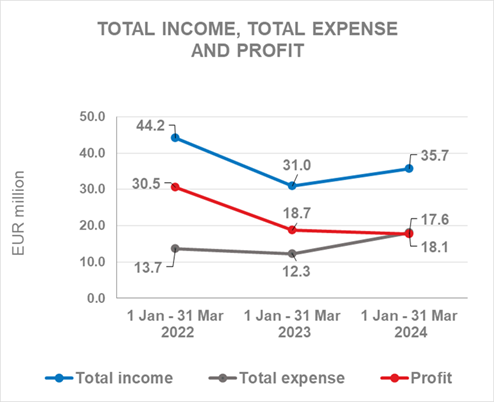 TOTAL INCOME, TOTAL EXPENSE
AND PROFIT
EUR million
50.0
40.0
30.0
20.0
10.0
0.0
44.2
31.0
35.7
30.5
18.7
17.6
18.1
13.7
12.3
1 Jan - 31 Mar
2022
1 Jan - 31 Mar
2023
1 Jan - 31 Mar
2024
Total income
Total expense
Profit